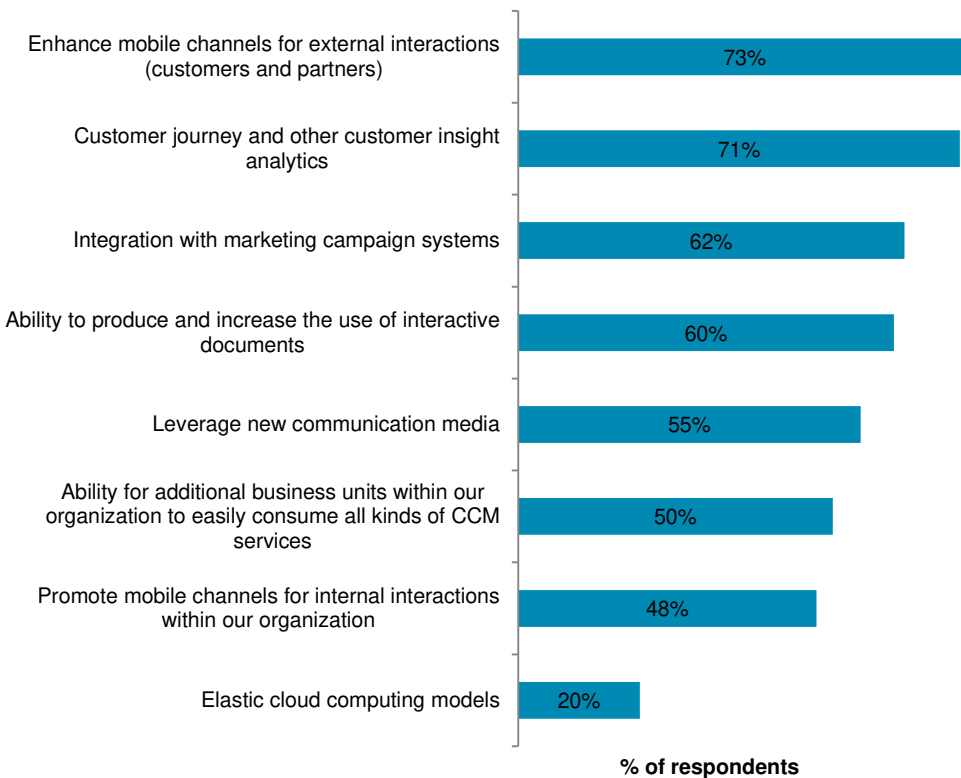 Enhance mobile channels for external interactions
(customers and partners)
73%
Customer journey and other customer insight
analytics
71%
Integration with marketing campaign systems
62%
Ability to produce and increase the use of interactive
documents
60%
Leverage new communication media
55%
Ability for additional business units within our
organization to easily consume all kinds of CCM
services
50%
Promote mobile channels for internal interactions
within our organization
48%
Elastic cloud computing models
20%
% of respondents